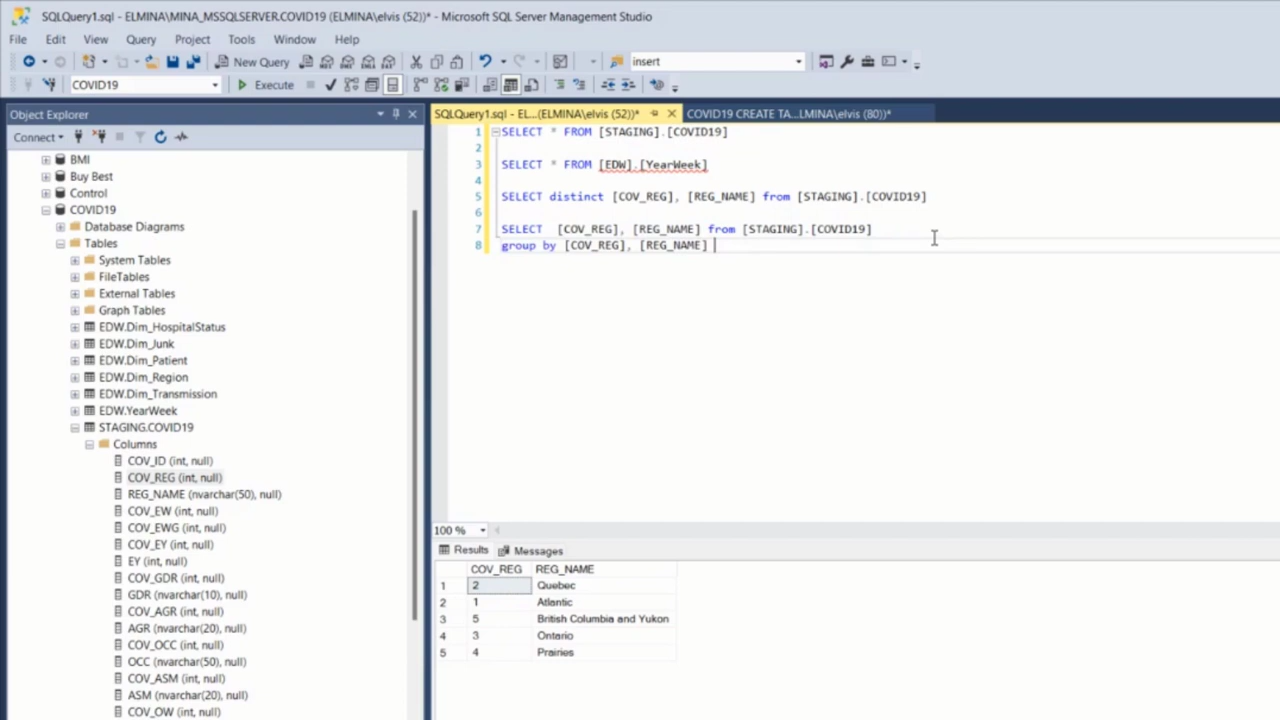 SQLQuery1.sql - ELMINA\MINA_MSSQLSERVER.COVID19 (ELMINA\elvis (52))* - Microsoft SQL Server Management Studio
File Edit View Query Project Tools Window Help
New Query insert
COVID19 Execute
Object Explorer
Connect
BMI
Buy Best
Control
COVID19
Database Diagrams
Tables
System Tables
FileTables
External Tables
Graph Tables
EDW.Dim_HospitalStatus
EDW.Dim_Junk
EDW.Dim_Patient
EDW.Dim_Region
EDW.Dim_Transmission
EDW.YearWeek
STAGING.COVID19
Columns
COV_ID (int, null)
COV_REG (int, null)
REG_NAME (nvarchar(50), null)
COV_EW (int, null)
COV_EWG (int, null)
COV_EY (int, null)
EY (int, null)
COV_GDR (int, null)
GDR (nvarchar(10), null)
COV_AGR (int, null)
AGR (nvarchar(20), null)
COV_OCC (int, null)
OCC (nvarchar(50), null)
COV_ASM (int, null)
ASM (nvarchar(20), null)
COV_OW (int, null)
SQLQuery1.sql - EL...(ELMINA\elvis (52))* COVID19 CREATE TA...LMINA\elvis (80))*
1 SELECT * FROM [STAGING].[COVID19]
2
3 SELECT * FROM [EDW].[YearWeek]
4
5 SELECT distinct [COV_REG], [REG_NAME] from [STAGING].[COVID19]
6
7 SELECT [COV_REG], [REG_NAME] from [STAGING].[COVID19]
8 group by [COV_REG], [REG_NAME]
100 %
Results Messages
COV_REG REG_NAME
1 2 Quebec
2 1 Atlantic
3 5 British Columbia and Yukon
4 3 Ontario
5 4 Prairies